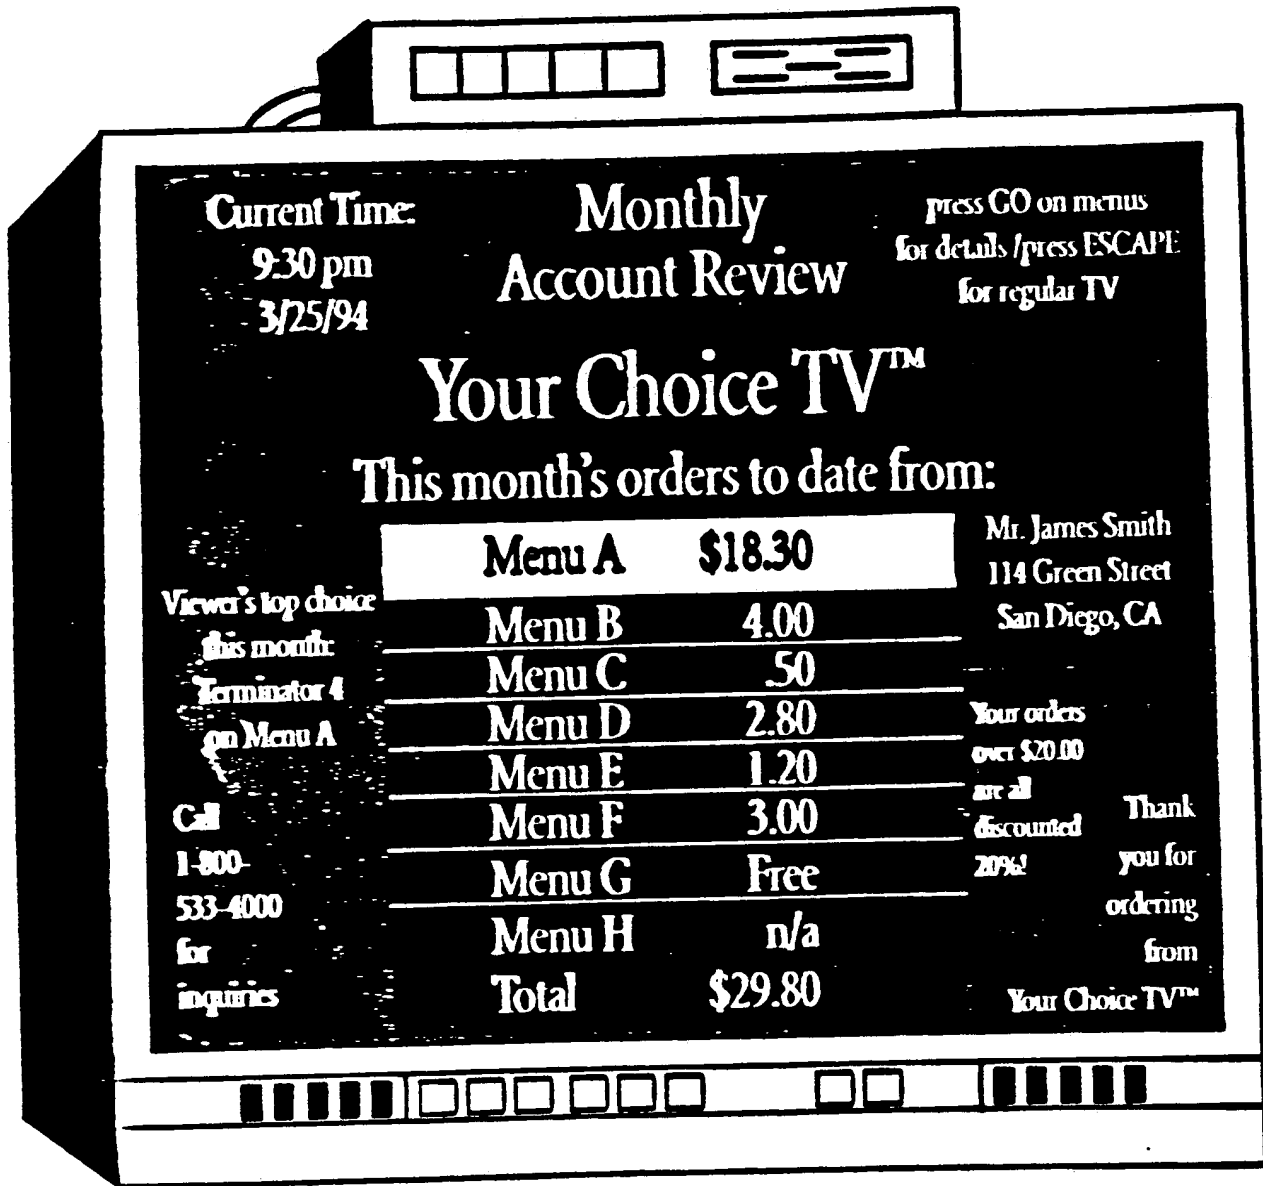 Current Time:
9:30 pm
3/25/94
Monthly
Account Review
press GO on menus
for details /press ESCAPE
for regular TV
Your Choice TV™
This month's orders to date from:
Menu A $18.30
Menu B 4.00
Menu C .50
Menu D 2.80
Menu E 1.20
Menu F 3.00
Menu G Free
Menu H n/a
Total $29.80
Viewer's top choice
this month:
Terminator 4
on Menu A
Call
1-800-
533-4000
for
inquiries
Mr. James Smith
114 Green Street
San Diego, CA
Your orders
over $20.00
are all
discounted
20%!
Thank
you for
ordering
from
Your Choice TV™